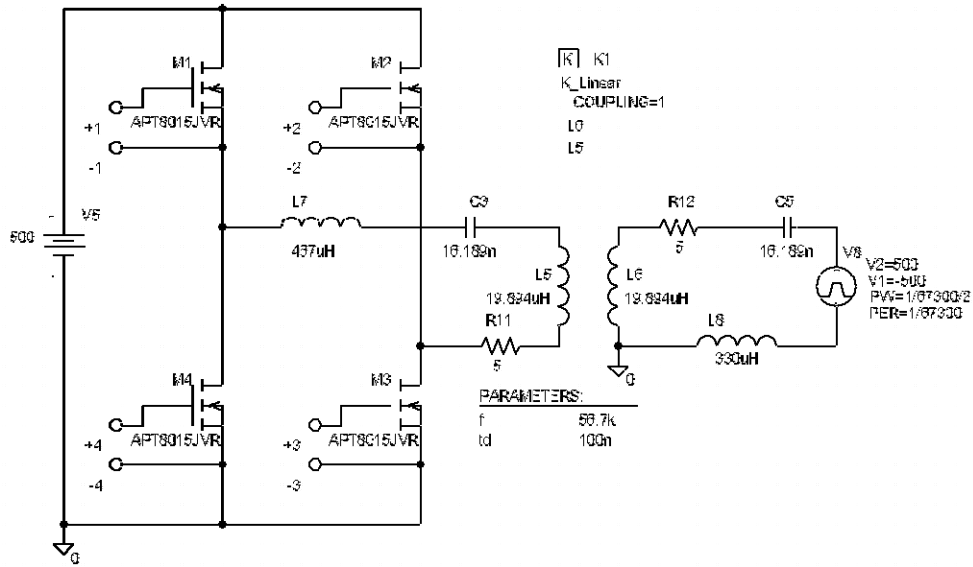 M1
M2
K K1
K_Linear
COUPLING=1
L6
L5
+1
APT8015JVR
+2
APT8015JVR
-1
-2
V5
500
L7
437uH
C3
16.189n
R12
5
C5
16.189n
L5
19.894uH
L6
19.894uH
V8
V2=500
V1=-500
PW=1/67300/2
PER=1/67300
R11
5
L8
330uH
0
M4
M3
PARAMETERS:
f 56.7k
td 100n
+4
APT8015JVR
+3
APT8015JVR
-4
-3
0